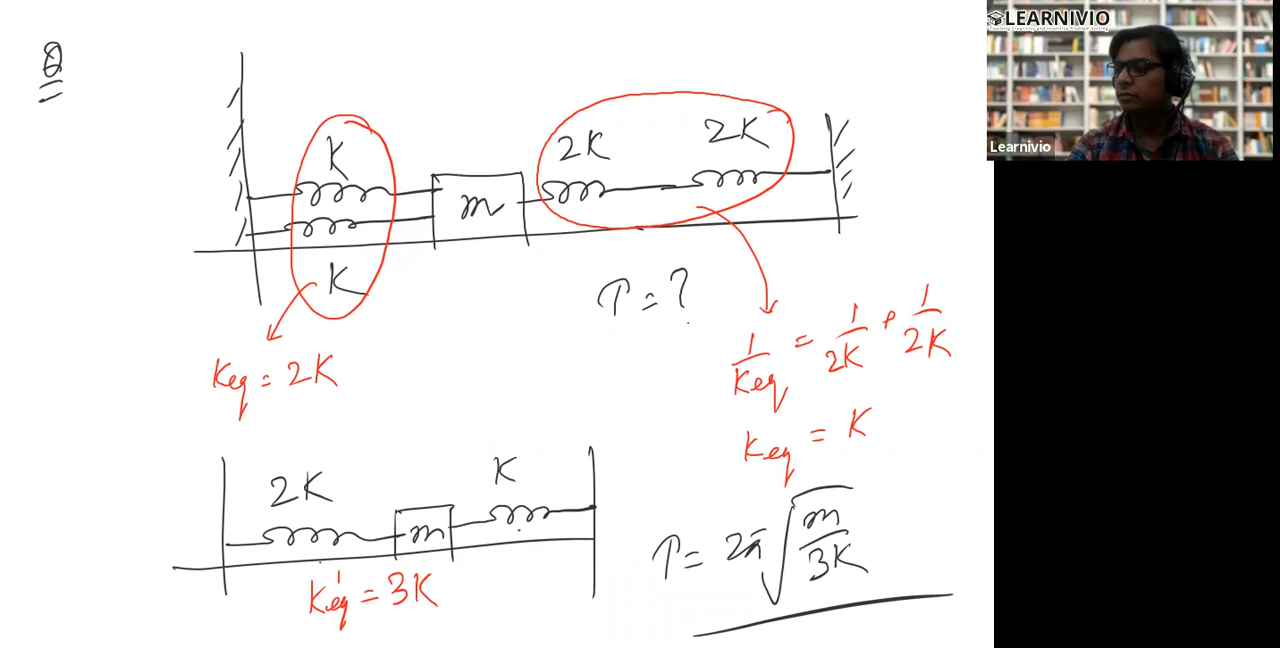 LEARNIVIO
Learnivio
Q
K
2K 2K
m
K
T = ?
Keq = 2K
1/Keq = 1/2K + 1/2K
Keq = K
2K
K
m
K'eq = 3K
T = 2π√(m/3K)